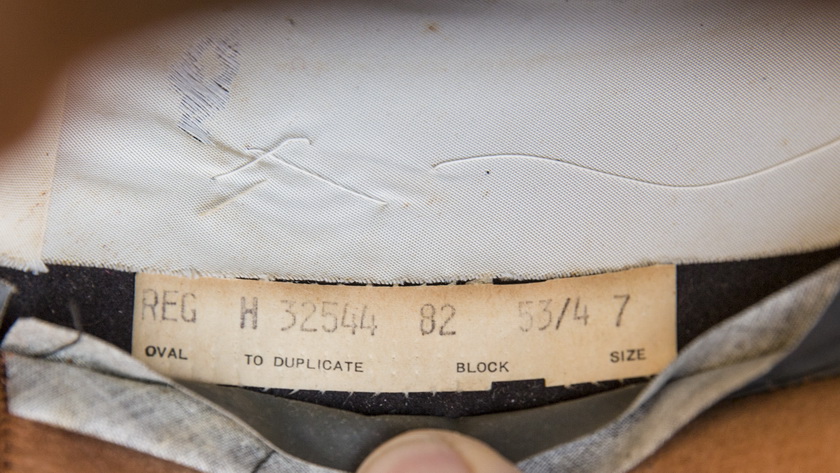 REG H 32544 82 53/4 7
OVAL TO DUPLICATE BLOCK SIZE